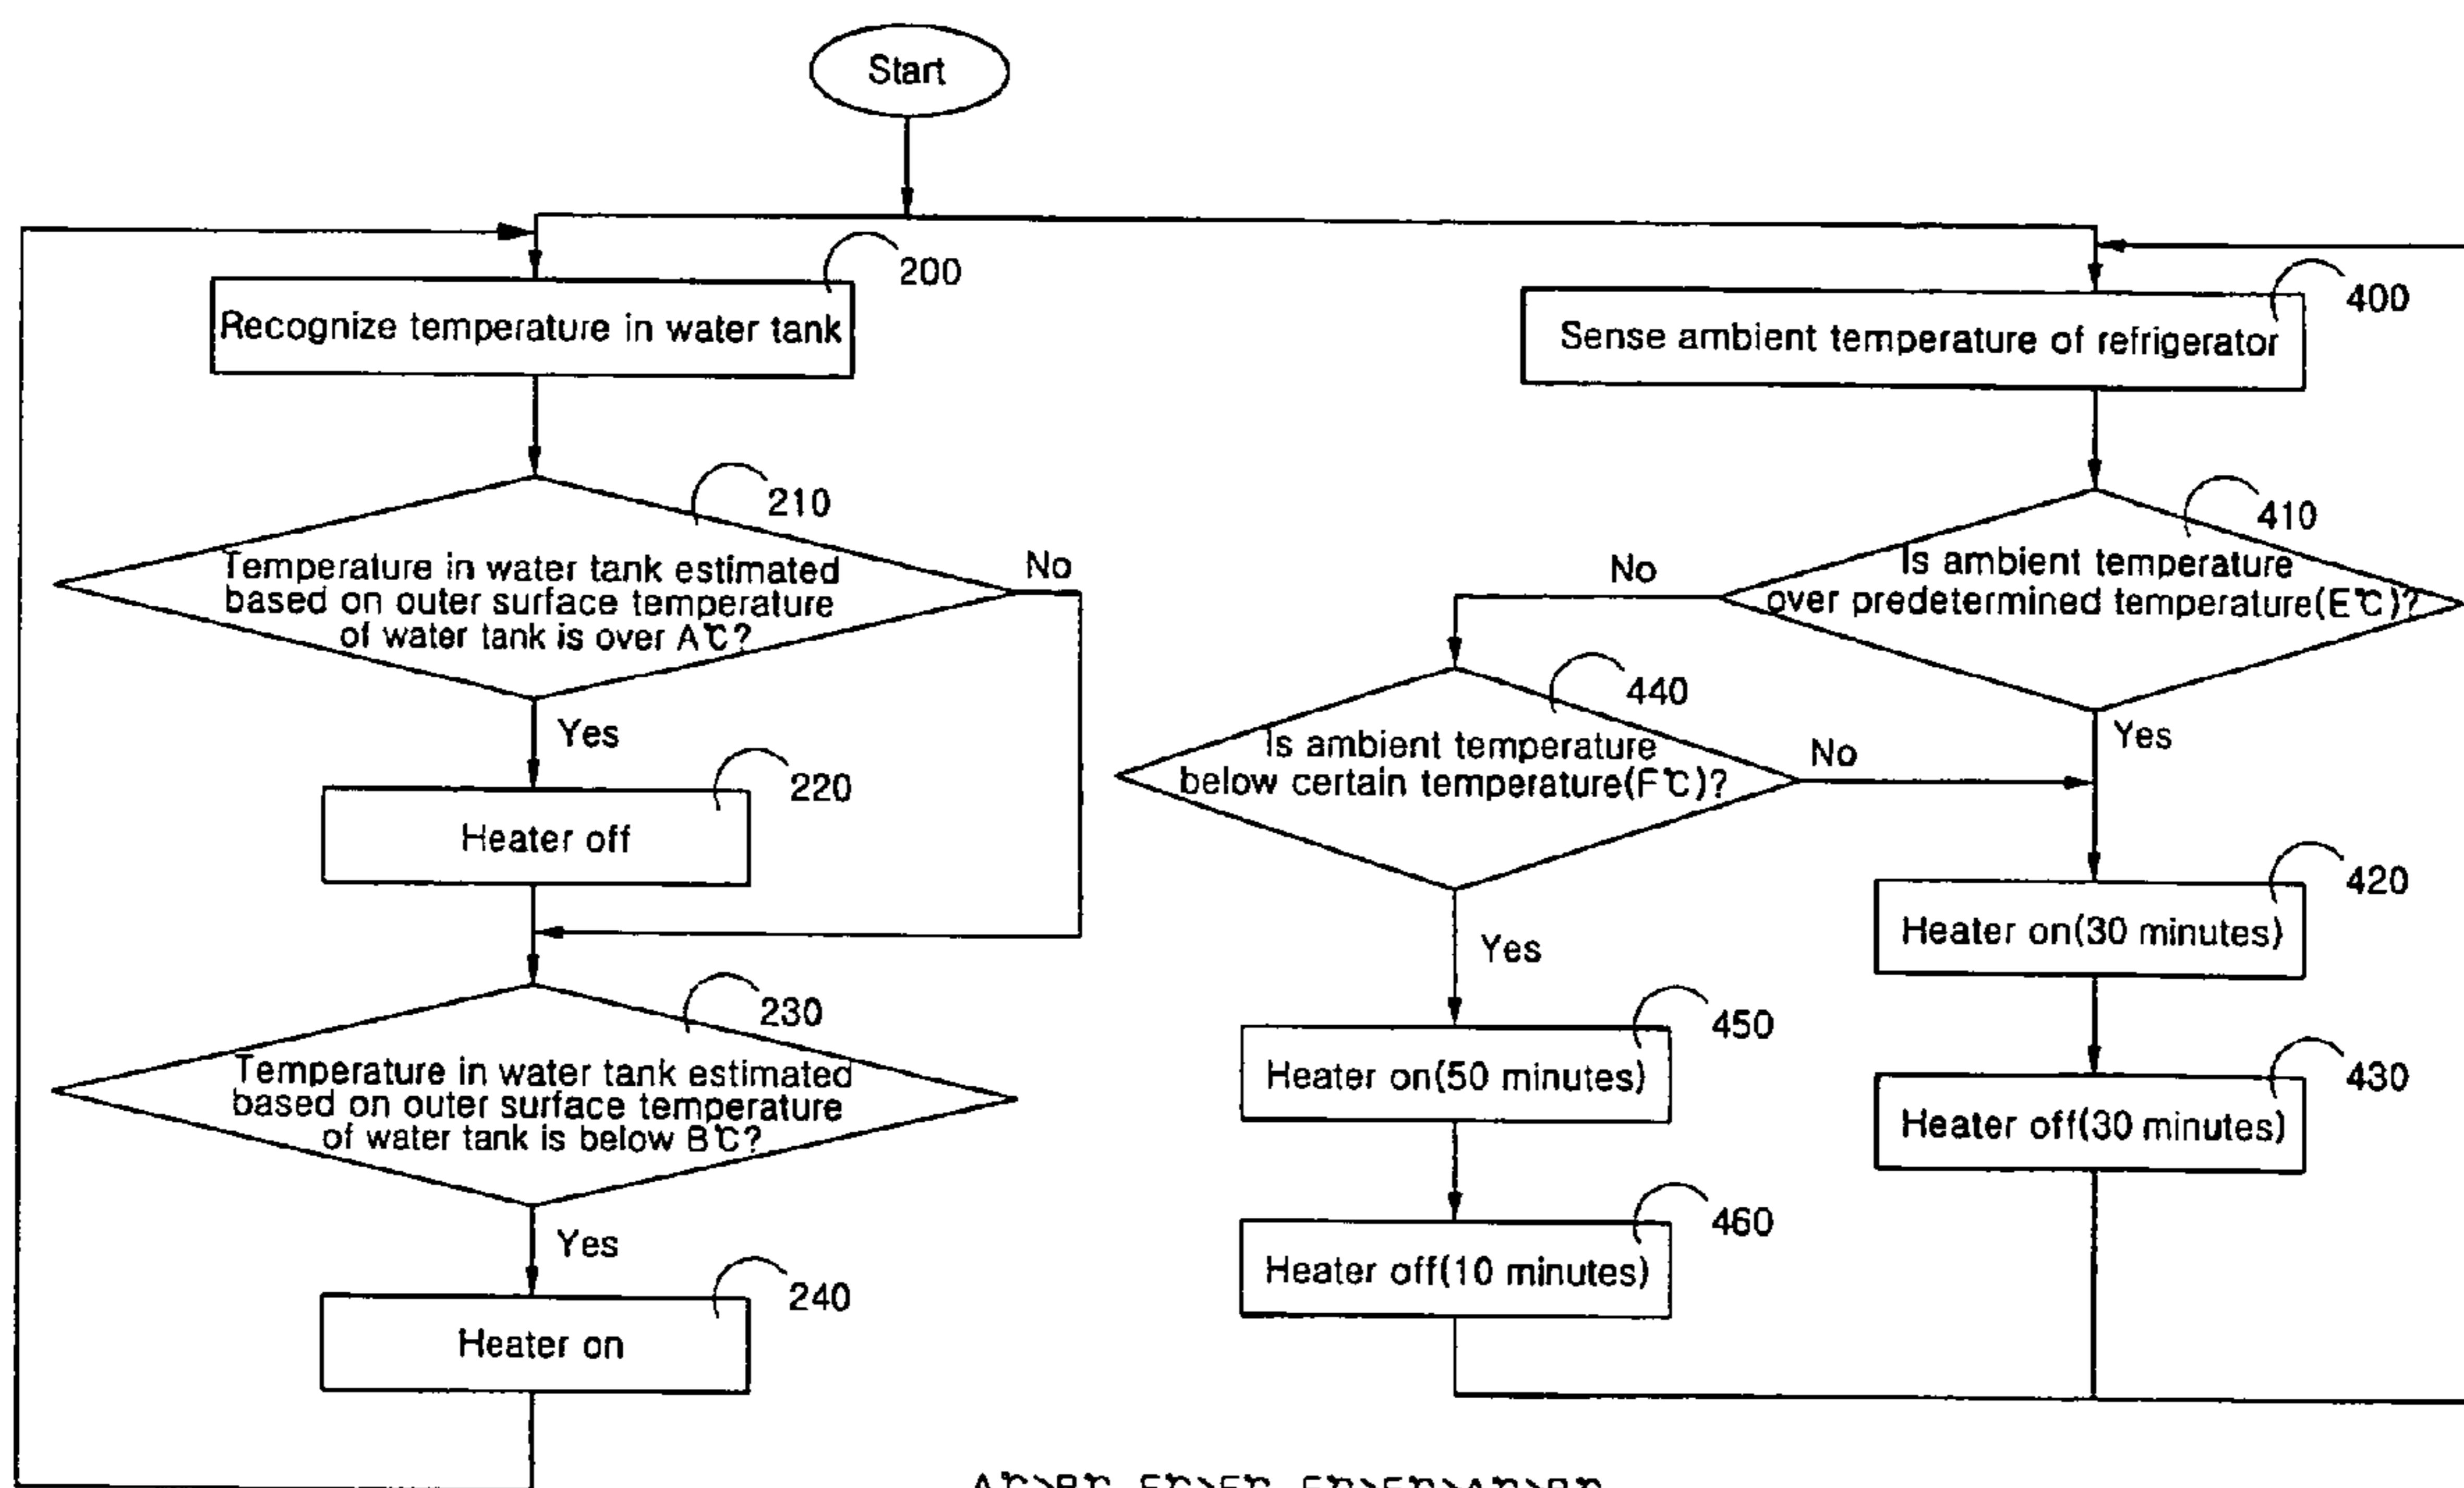 Start
200
Recognize temperature in water tank
210
Temperature in water tank estimated
based on outer surface temperature
of water tank is over A℃?
No
Yes
220
Heater off
230
Temperature in water tank estimated
based on outer surface temperature
of water tank is below B℃?
Yes
240
Heater on
400
Sense ambient temperature of refrigerator
410
Is ambient temperature
over predetermined temperature(E℃)?
No
Yes
440
Is ambient temperature
below certain temperature(F℃)?
No
Yes
450
Heater on(50 minutes)
460
Heater off(10 minutes)
420
Heater on(30 minutes)
430
Heater off(30 minutes)